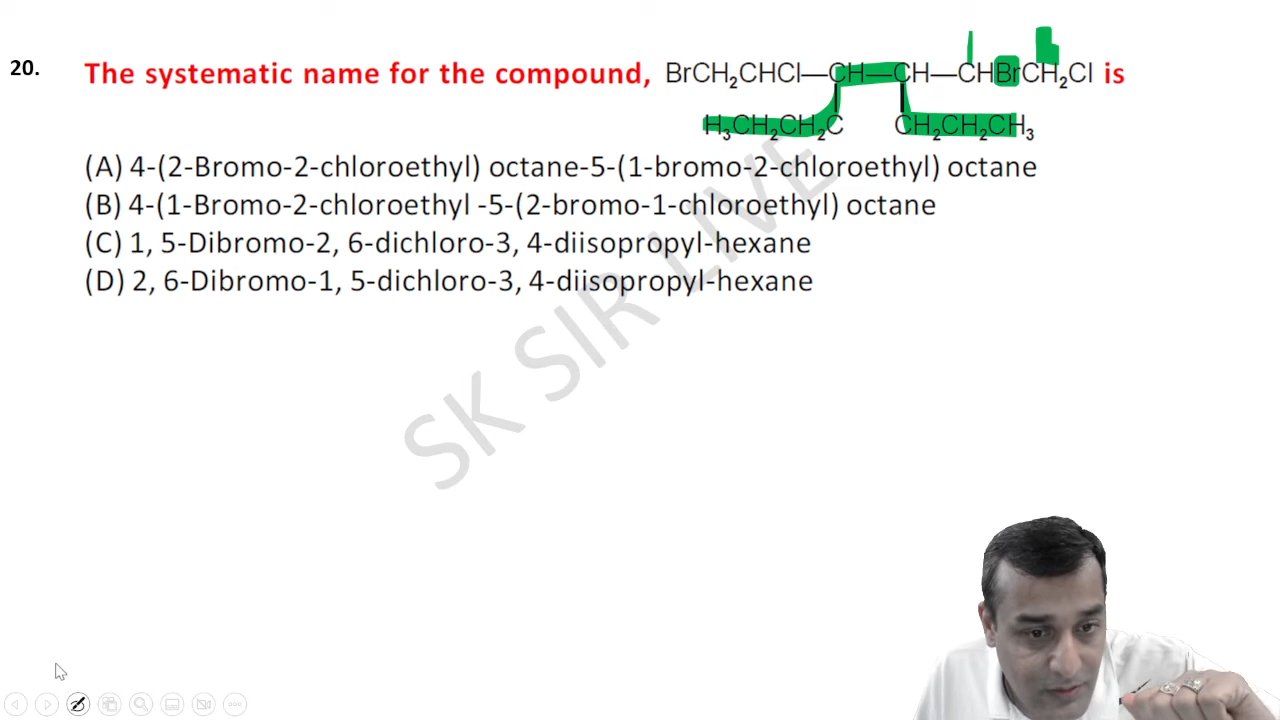 20. The systematic name for the compound, BrCH₂CHCl—CH—CH—CHBrCH₂Cl is
H₃CH₂CH₂C CH₂CH₂CH₃
(A) 4-(2-Bromo-2-chloroethyl) octane-5-(1-bromo-2-chloroethyl) octane
(B) 4-(1-Bromo-2-chloroethyl -5-(2-bromo-1-chloroethyl) octane
(C) 1, 5-Dibromo-2, 6-dichloro-3, 4-diisopropyl-hexane
(D) 2, 6-Dibromo-1, 5-dichloro-3, 4-diisopropyl-hexane
SK SIR LIVE